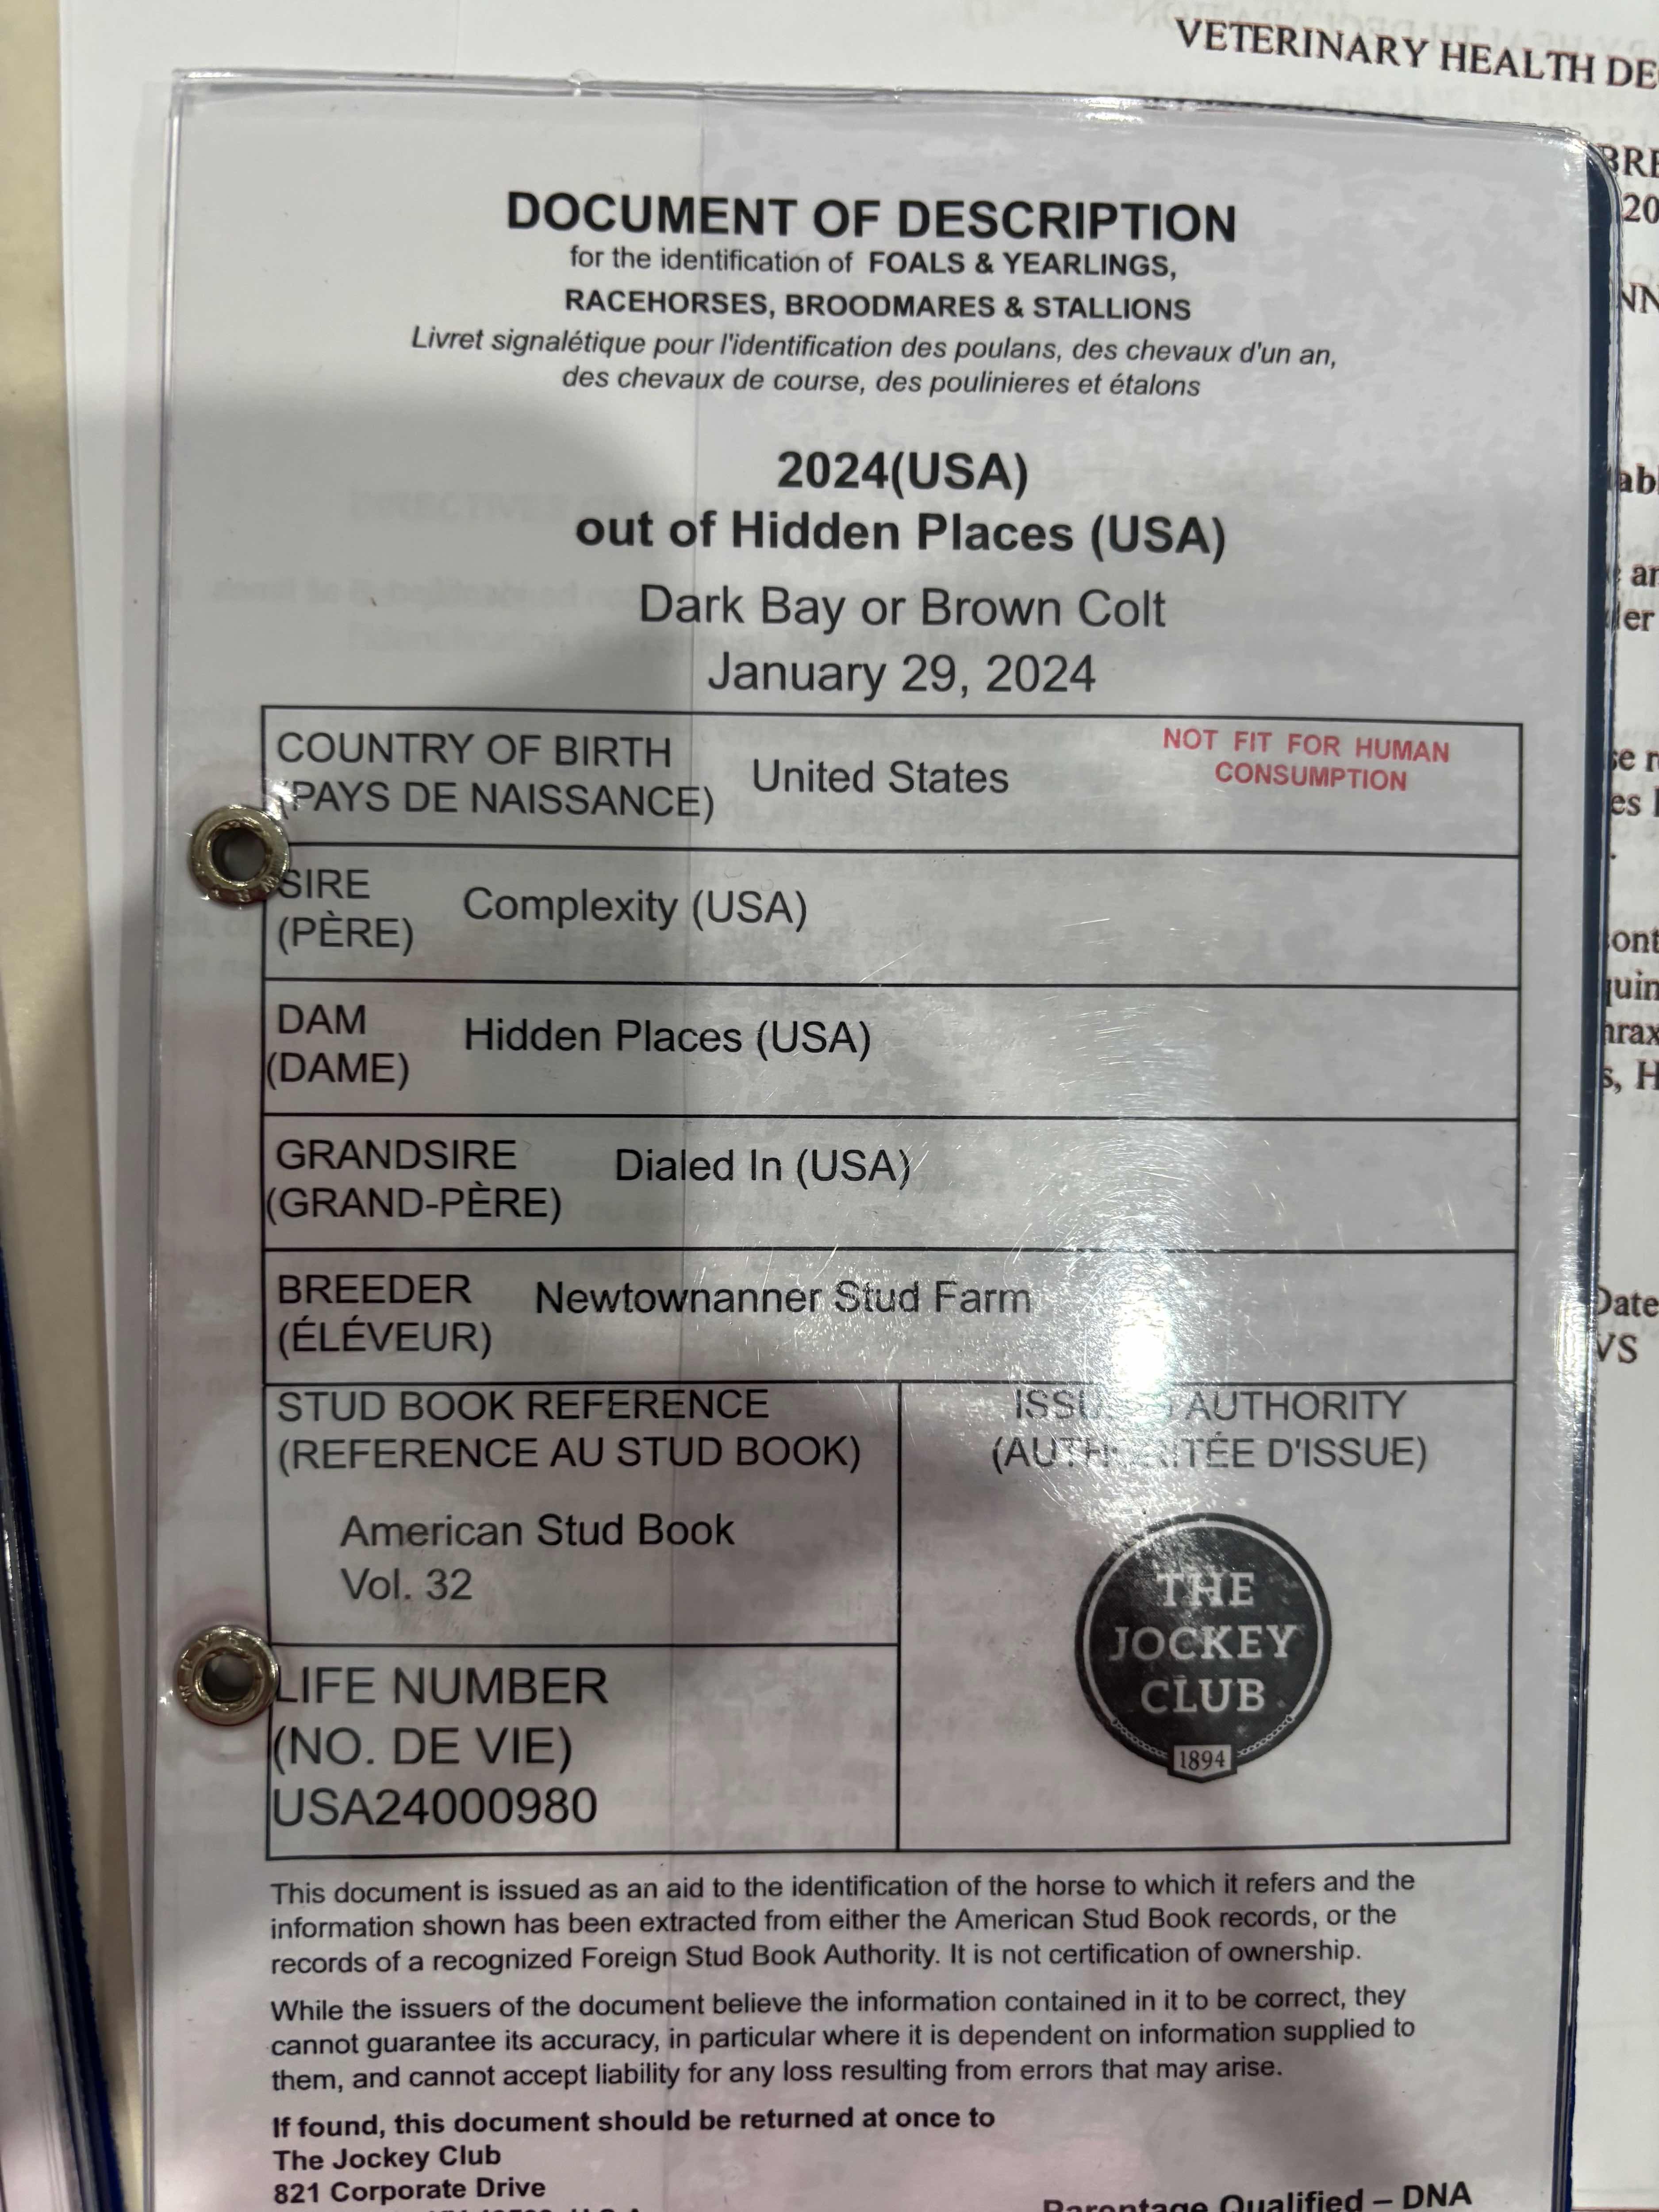 VETERINARY HEALTH
DOCUMENT OF DESCRIPTION
for the identification of FOALS & YEARLINGS,
RACEHORSES, BROODMARES & STALLIONS
Livret signalétique pour l'identification des poulans, des chevaux d'un an,
des chevaux de course, des poulinieres et étalons
2024(USA)
out of Hidden Places (USA)
Dark Bay or Brown Colt
January 29, 2024
COUNTRY OF BIRTH
(PAYS DE NAISSANCE)
United States
NOT FIT FOR HUMAN
CONSUMPTION
SIRE
(PÈRE)
Complexity (USA)
DAM
(DAME)
Hidden Places (USA)
GRANDSIRE
(GRAND-PÈRE)
Dialed In (USA)
BREEDER
(ÉLÉVEUR)
Newtownanner Stud Farm
STUD BOOK REFERENCE
(REFERENCE AU STUD BOOK)
American Stud Book
Vol. 32
AUTHORITY
D'ISSUE)
THE
JOCKEY
CLUB
1894
LIFE NUMBER
(NO. DE VIE)
USA24000980
This document is issued as an aid to the identification of the horse to which it refers and the
information shown has been extracted from either the American Stud Book records, or the
records of a recognized Foreign Stud Book Authority. It is not certification of ownership.
While the issuers of the document believe the information contained in it to be correct, they
cannot guarantee its accuracy, in particular where it is dependent on information supplied to
them, and cannot accept liability for any loss resulting from errors that may arise.
If found, this document should be returned at once to
The Jockey Club
821 Corporate Drive
Parentage Qualified – DNA
Date
VS